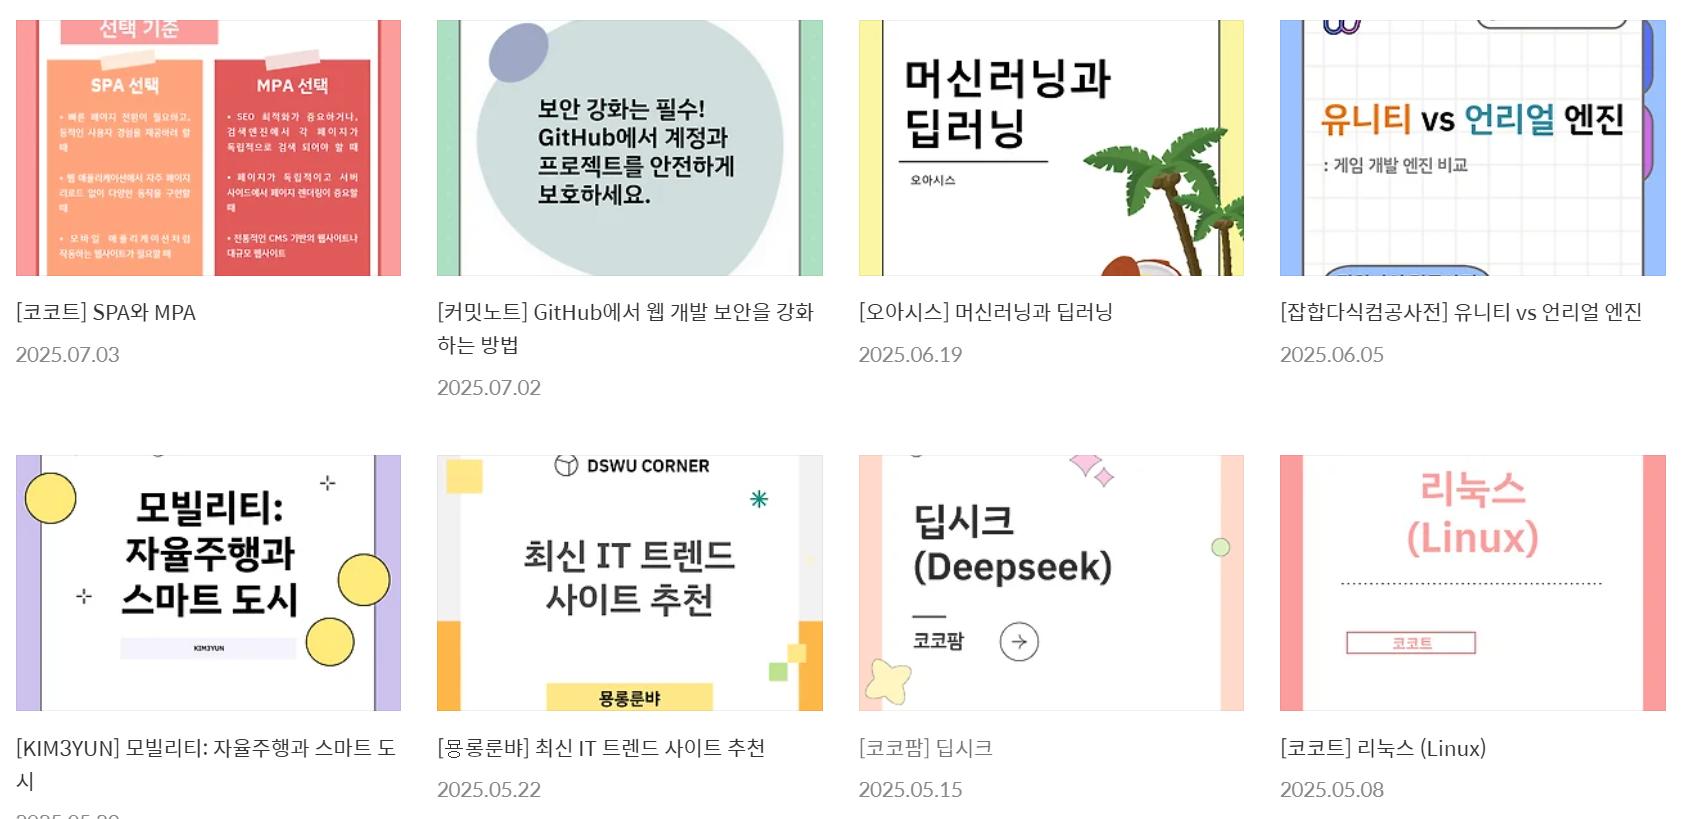 선택 기준
SPA 선택
• 빠른 페이지 전환이 필요하고,
동적인 사용자 경험을 제공하려 할
때
• 웹 애플리케이션에서 자주 페이지
리로드 없이 다양한 동작을 구현할
때
• 모바일 애플리케이션처럼
작동하는 웹사이트가 필요할 때
MPA 선택
• SEO 최적화가 중요하거나,
검색엔진에서 각 페이지가
독립적으로 검색 되어야 할 때
• 페이지가 독립적이고 서버
사이드에서 페이지 렌더링이 중요할
때
• 전통적인 CMS 기반의 웹사이트나
대규모 웹사이트
[코코트] SPA와 MPA
2025.07.03
보안 강화는 필수!
GitHub에서 계정과
프로젝트를 안전하게
보호하세요.
[커밋노트] GitHub에서 웹 개발 보안을 강화
하는 방법
2025.07.02
머신러닝과
딥러닝
오아시스
[오아시스] 머신러닝과 딥러닝
2025.06.19
유니티 vs 언리얼 엔진
: 게임 개발 엔진 비교
[잡합다식컴공사전] 유니티 vs 언리얼 엔진
2025.06.05
모빌리티:
자율주행과
스마트 도시
KIM3YUN
[KIM3YUN] 모빌리티: 자율주행과 스마트 도
시
DSWU CORNER
최신 IT 트렌드
사이트 추천
묭롱룬뱌
[묭롱룬뱌] 최신 IT 트렌드 사이트 추천
2025.05.22
딥시크
(Deepseek)
코코팜
[코코팜] 딥시크
2025.05.15
리눅스
(Linux)
코코트
[코코트] 리눅스 (Linux)
2025.05.08